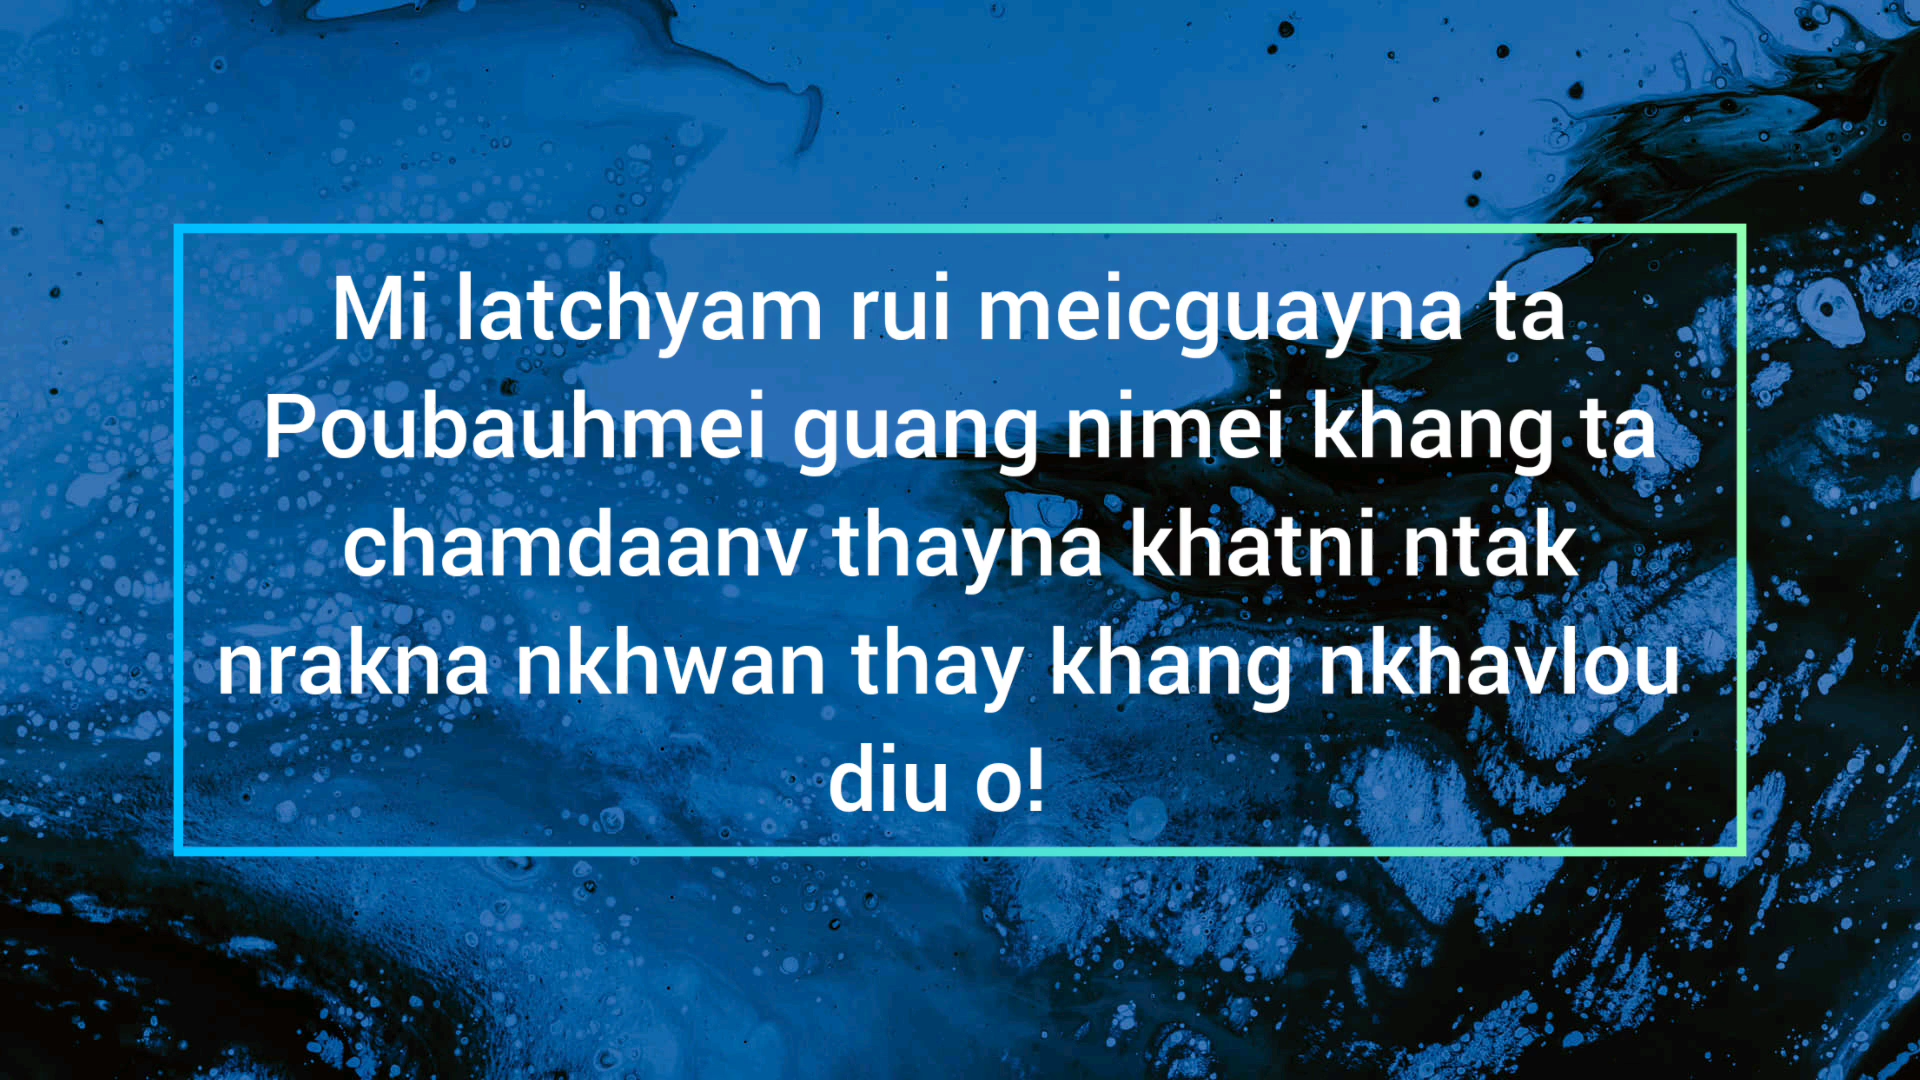 Mi latchyam rui meicguayna ta
Poubauhmei guang nimei khang ta
chamdaanv thayna khatni ntak
nrakna nkhwan thay khang nkhavlou
diu o!